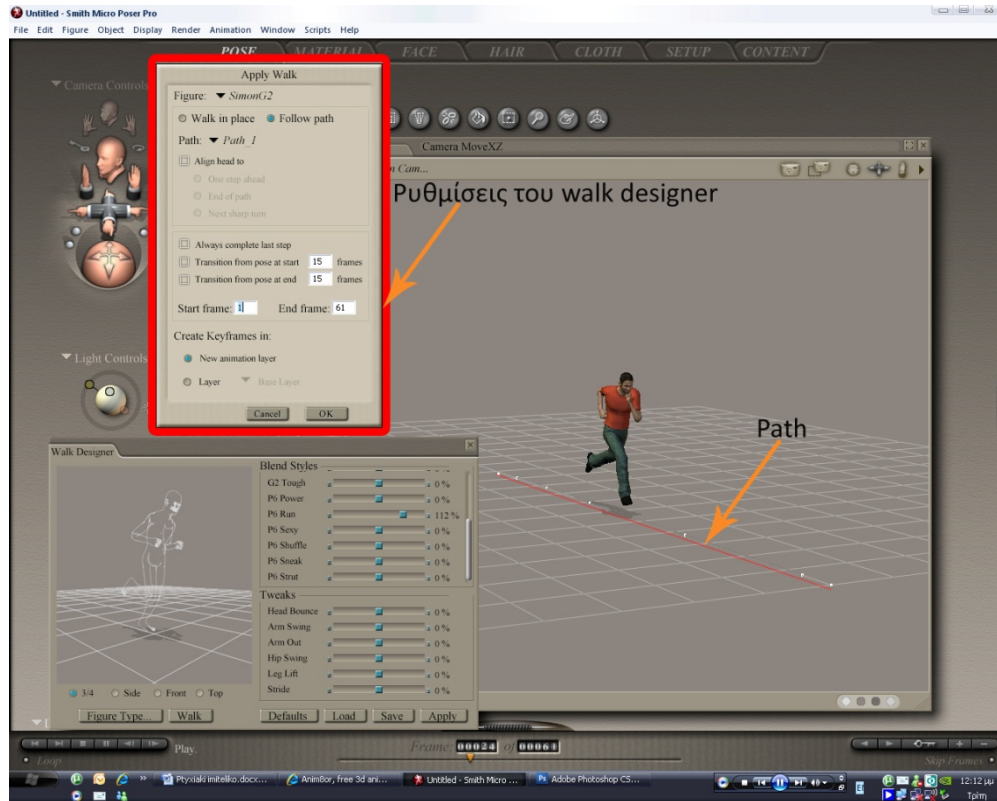 Untitled - Smith Micro Poser Pro
File Edit Figure Object Display Render Animation Window Scripts Help
POSE MATERIAL FACE HAIR CLOTH SETUP CONTENT
Camera Controls
Apply Walk
Figure: SimonG2
Walk in place Follow path
Path: Path_1
Align head to
One step ahead
End of path
Next sharp turn
Always complete last step
Transition from pose at start 15 frames
Transition from pose at end 15 frames
Start frame: 1 End frame: 61
Create Keyframes in:
New animation layer
Layer Base Layer
Cancel OK
Camera MoveXZ
Cam...
Ρυθμίσεις του walk designer
Path
Light Controls
Walk Designer
Blend Styles
G2 Tough 0%
P6 Power 0%
P6 Run 112%
P6 Sexy 0%
P6 Shuffle 0%
P6 Sneak 0%
P6 Strut 0%
Tweaks
Head Bounce 0%
Arm Swing 0%
Arm Out 0%
Hip Swing 0%
Leg Lift 0%
Stride 0%
3/4 Side Front Top
Figure Type... Walk Defaults Load Save Apply
Play.
Frame: 00024 of 00061
Loop
Skip Frames
Ptyxiaki imiteliko.docx... Anim8or, free 3d ani... Untitled - Smith Micro ... Adobe Photoshop CS...
12:12 μμ
Τρίτη